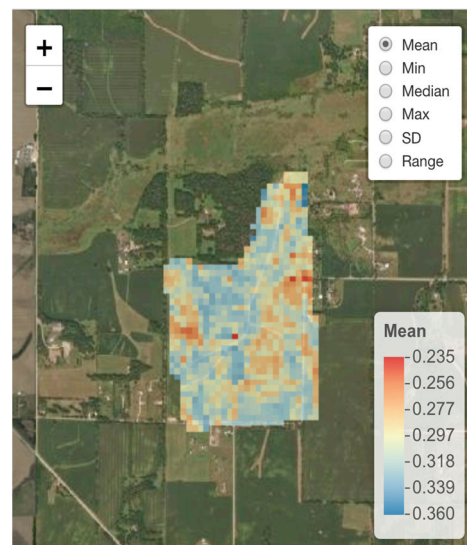 +
−
Mean
Min
Median
Max
SD
Range
Mean
0.235
0.256
0.277
0.297
0.318
0.339
0.360